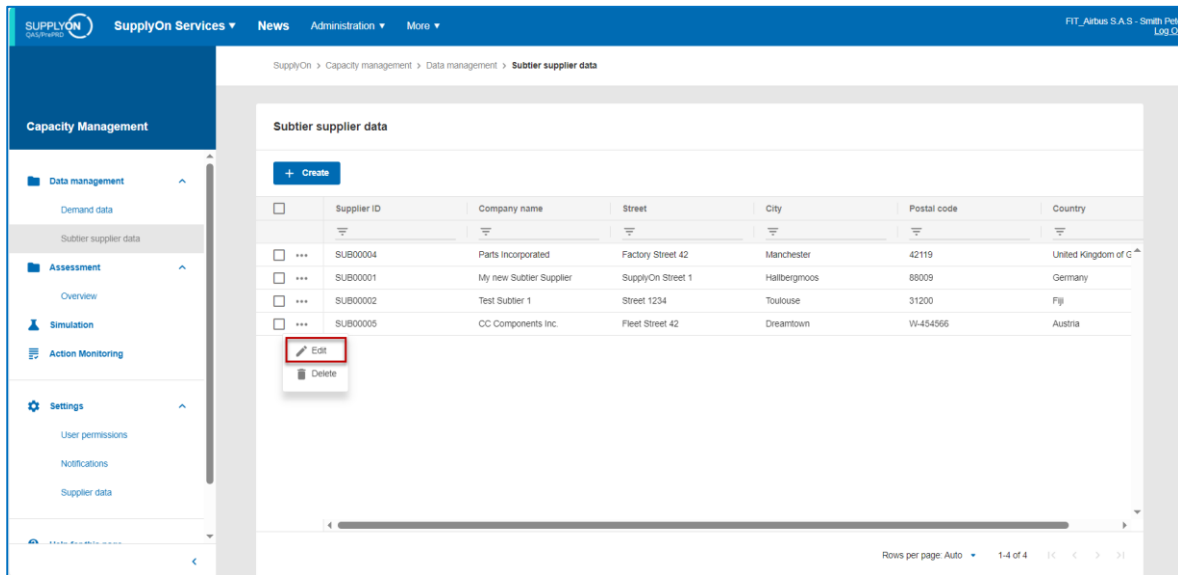 SUPPLYON SupplyOn Services ▾ News Administration ▾ More ▾ FIT_Airbus S.A.S - Smith
QAS/PrePRD
SupplyOn > Capacity management > Data management > Subtier supplier data
Capacity Management
Subtier supplier data
+ Create
Data management
Demand data
Subtier supplier data
Assessment
Overview
Simulation
Action Monitoring
Settings
User permissions
Notifications
Supplier data
Supplier ID Company name Street City Postal code Country
SUB00004 Parts Incorporated Factory Street 42 Manchester 42119 United Kingdom of
SUB00001 My new Subtier Supplier SupplyOn Street 1 Hallbergmoos 88009 Germany
SUB00002 Test Subtier 1 Street 1234 Toulouse 31200 Fiji
SUB00005 CC Components Inc. Fleet Street 42 Dreamtown W-454566 Austria
Edit
Delete
Rows per page: Auto ▾ 1-4 of 4